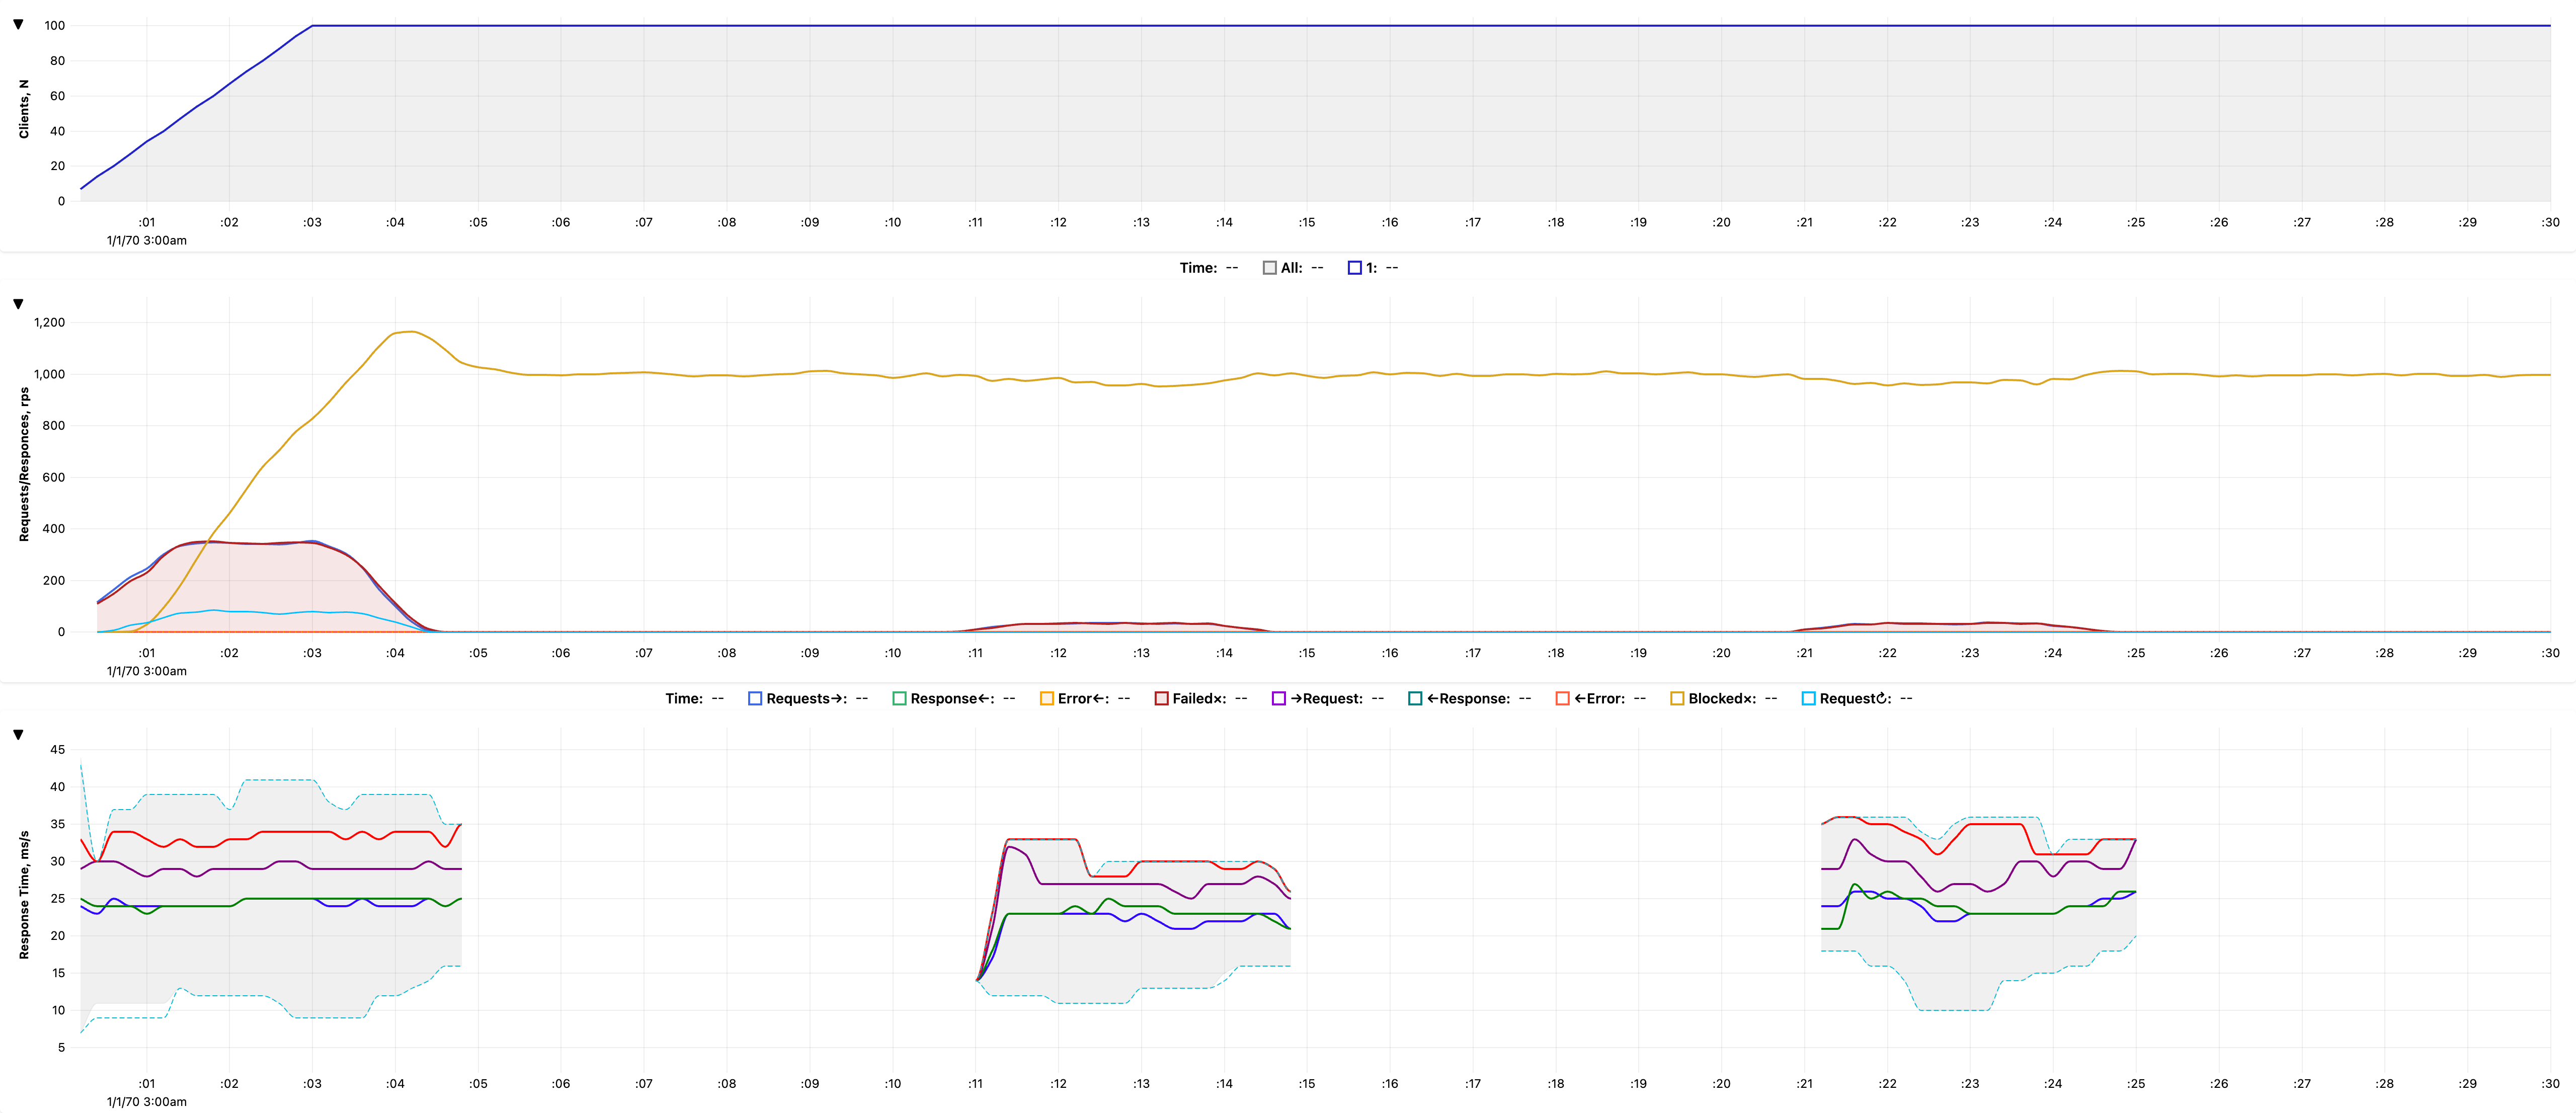 ▼
Clients, N
100
80
60
40
20
0
:01 :02 :03 :04 :05 :06 :07 :08 :09 :10 :11 :12 :13 :14 :15 :16 :17 :18 :19 :20 :21 :22 :23 :24 :25 :26 :27 :28 :29 :30
1/1/70 3:00am
Time: -- All: -- 1: --
▼
Requests/Responces, rps
1,200
1,000
800
600
400
200
0
:01 :02 :03 :04 :05 :06 :07 :08 :09 :10 :11 :12 :13 :14 :15 :16 :17 :18 :19 :20 :21 :22 :23 :24 :25 :26 :27 :28 :29 :30
1/1/70 3:00am
Time: -- Requests→: -- Response←: -- Error←: -- Failed×: -- →Request: -- ←Response: -- ←Error: -- Blocked×: -- Request↻: --
▼
Response Time, ms/s
45
40
35
30
25
20
15
10
5
:01 :02 :03 :04 :05 :06 :07 :08 :09 :10 :11 :12 :13 :14 :15 :16 :17 :18 :19 :20 :21 :22 :23 :24 :25 :26 :27 :28 :29 :30
1/1/70 3:00am